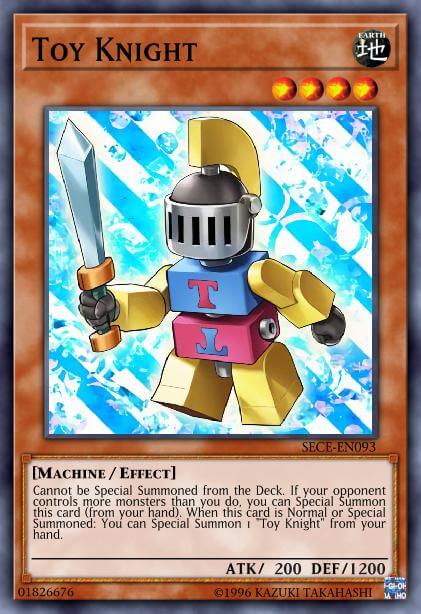 TOY KNIGHT
EARTH
地
T
T
SECE-EN093
[MACHINE / EFFECT]
Cannot be Special Summoned from the Deck. If your opponent
controls more monsters than you do, you can Special Summon
this card (from your hand). When this card is Normal or Special
Summoned: You can Special Summon 1 "Toy Knight" from your
hand.
ATK/ 200 DEF/1200
01826676
©1996 KAZUKI TAKAHASHI